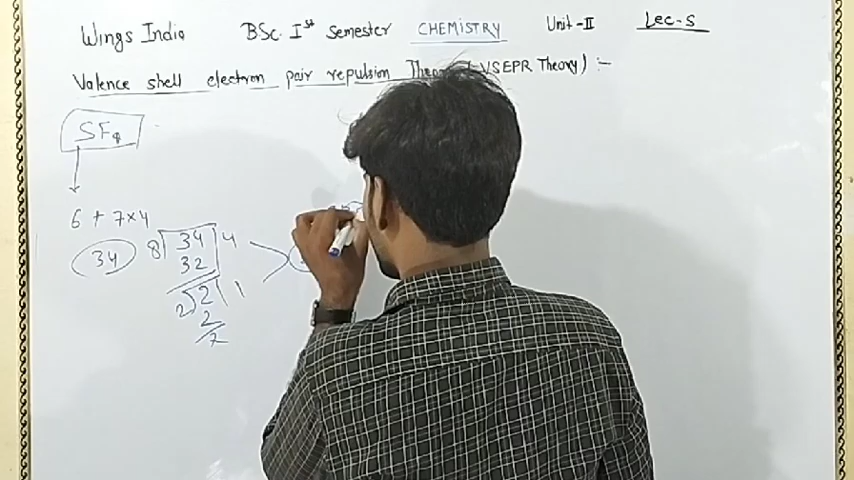 Wings India BSc. Ist Semester CHEMISTRY Unit-II Lec-5
Valence shell electron pair repulsion Theory (VSEPR Theory) :-
SF4
6 + 7×4
34
8 34 4
32
2 2 1
2